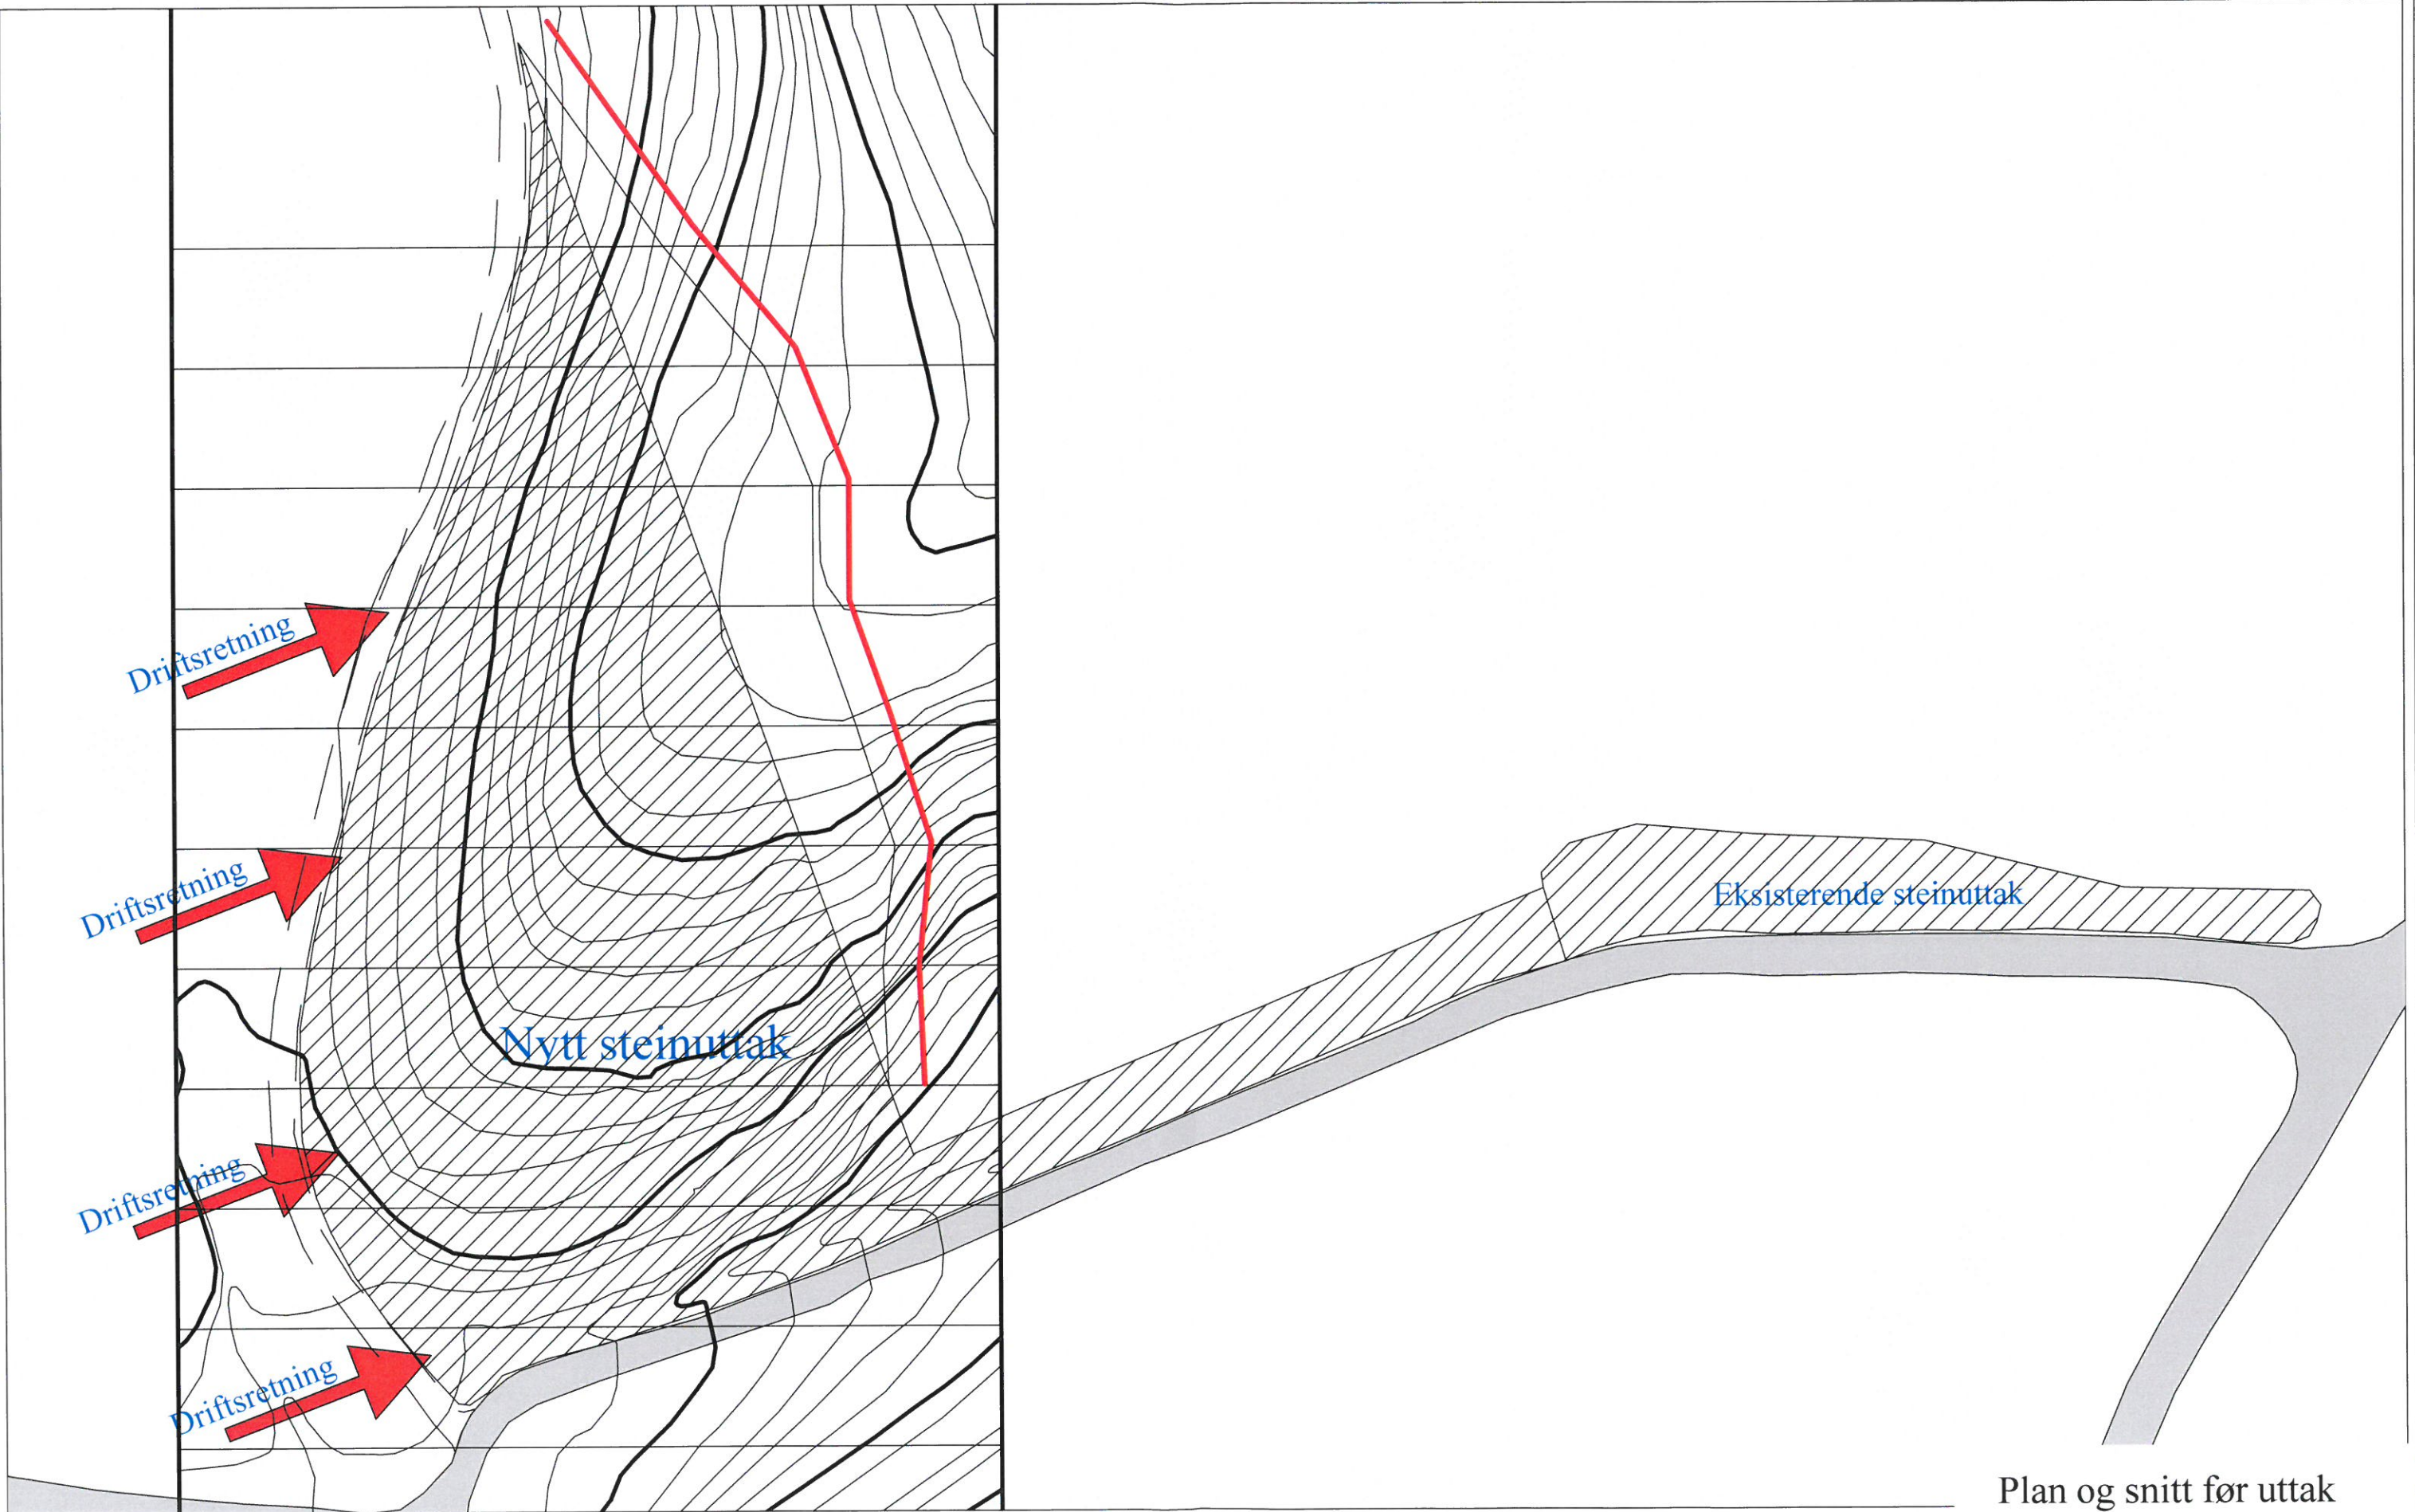 Driftsretning
Driftsretning
Eksisterende steinuttak
Nytt steinuttak
Driftsretning
Driftsretning
Plan og snitt før uttak